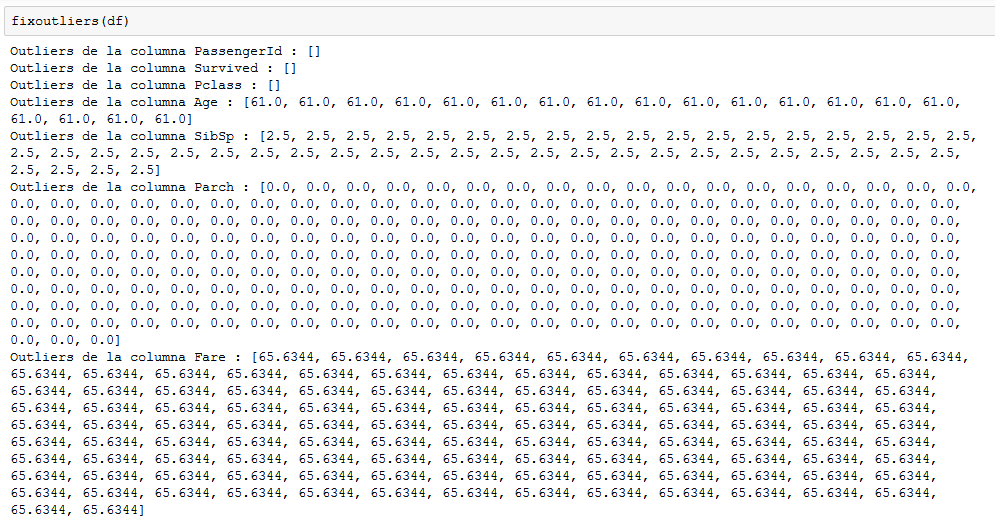 fixoutliers(df)
Outliers de la columna PassengerId : []
Outliers de la columna Survived : []
Outliers de la columna Pclass : []
Outliers de la columna Age : [61.0, 61.0, 61.0, 61.0, 61.0, 61.0, 61.0, 61.0, 61.0, 61.0, 61.0, 61.0, 61.0, 61.0, 61.0,
61.0, 61.0, 61.0, 61.0]
Outliers de la columna SibSp : [2.5, 2.5, 2.5, 2.5, 2.5, 2.5, 2.5, 2.5, 2.5, 2.5, 2.5, 2.5, 2.5, 2.5, 2.5, 2.5, 2.5, 2.5,
2.5, 2.5, 2.5, 2.5, 2.5, 2.5, 2.5, 2.5, 2.5, 2.5, 2.5, 2.5, 2.5, 2.5, 2.5, 2.5, 2.5, 2.5, 2.5, 2.5, 2.5, 2.5, 2.5, 2.5,
2.5, 2.5, 2.5, 2.5]
Outliers de la columna Parch : [0.0, 0.0, 0.0, 0.0, 0.0, 0.0, 0.0, 0.0, 0.0, 0.0, 0.0, 0.0, 0.0, 0.0, 0.0, 0.0, 0.0, 0.0,
0.0, 0.0, 0.0, 0.0, 0.0, 0.0, 0.0, 0.0, 0.0, 0.0, 0.0, 0.0, 0.0, 0.0, 0.0, 0.0, 0.0, 0.0, 0.0, 0.0, 0.0, 0.0, 0.0, 0.0,
0.0, 0.0, 0.0, 0.0, 0.0, 0.0, 0.0, 0.0, 0.0, 0.0, 0.0, 0.0, 0.0, 0.0, 0.0, 0.0, 0.0, 0.0, 0.0, 0.0, 0.0, 0.0, 0.0, 0.0,
0.0, 0.0, 0.0, 0.0, 0.0, 0.0, 0.0, 0.0, 0.0, 0.0, 0.0, 0.0, 0.0, 0.0, 0.0, 0.0, 0.0, 0.0, 0.0, 0.0, 0.0, 0.0, 0.0, 0.0,
0.0, 0.0, 0.0, 0.0, 0.0, 0.0, 0.0, 0.0, 0.0, 0.0, 0.0, 0.0, 0.0, 0.0, 0.0, 0.0, 0.0, 0.0, 0.0, 0.0, 0.0, 0.0, 0.0, 0.0,
0.0, 0.0, 0.0, 0.0, 0.0, 0.0, 0.0, 0.0, 0.0, 0.0, 0.0, 0.0, 0.0, 0.0, 0.0, 0.0, 0.0, 0.0, 0.0, 0.0, 0.0, 0.0, 0.0, 0.0,
0.0, 0.0, 0.0, 0.0, 0.0, 0.0, 0.0, 0.0, 0.0, 0.0, 0.0, 0.0, 0.0, 0.0, 0.0, 0.0, 0.0, 0.0, 0.0, 0.0, 0.0, 0.0, 0.0, 0.0,
0.0, 0.0, 0.0, 0.0, 0.0, 0.0, 0.0, 0.0, 0.0, 0.0, 0.0, 0.0, 0.0, 0.0, 0.0, 0.0, 0.0, 0.0, 0.0, 0.0, 0.0, 0.0, 0.0, 0.0,
0.0, 0.0, 0.0, 0.0, 0.0, 0.0, 0.0, 0.0, 0.0, 0.0, 0.0, 0.0, 0.0, 0.0, 0.0, 0.0, 0.0, 0.0, 0.0, 0.0, 0.0, 0.0, 0.0, 0.0,
0.0, 0.0, 0.0]
Outliers de la columna Fare : [65.6344, 65.6344, 65.6344, 65.6344, 65.6344, 65.6344, 65.6344, 65.6344, 65.6344, 65.6344,
65.6344, 65.6344, 65.6344, 65.6344, 65.6344, 65.6344, 65.6344, 65.6344, 65.6344, 65.6344, 65.6344, 65.6344, 65.6344,
65.6344, 65.6344, 65.6344, 65.6344, 65.6344, 65.6344, 65.6344, 65.6344, 65.6344, 65.6344, 65.6344, 65.6344, 65.6344,
65.6344, 65.6344, 65.6344, 65.6344, 65.6344, 65.6344, 65.6344, 65.6344, 65.6344, 65.6344, 65.6344, 65.6344, 65.6344,
65.6344, 65.6344, 65.6344, 65.6344, 65.6344, 65.6344, 65.6344, 65.6344, 65.6344, 65.6344, 65.6344, 65.6344, 65.6344,
65.6344, 65.6344, 65.6344, 65.6344, 65.6344, 65.6344, 65.6344, 65.6344, 65.6344, 65.6344, 65.6344, 65.6344, 65.6344,
65.6344, 65.6344, 65.6344, 65.6344, 65.6344, 65.6344, 65.6344, 65.6344, 65.6344, 65.6344, 65.6344, 65.6344, 65.6344,
65.6344, 65.6344, 65.6344, 65.6344, 65.6344, 65.6344, 65.6344, 65.6344, 65.6344, 65.6344, 65.6344, 65.6344, 65.6344,
65.6344, 65.6344, 65.6344, 65.6344, 65.6344, 65.6344, 65.6344, 65.6344, 65.6344, 65.6344, 65.6344, 65.6344, 65.6344,
65.6344, 65.6344]